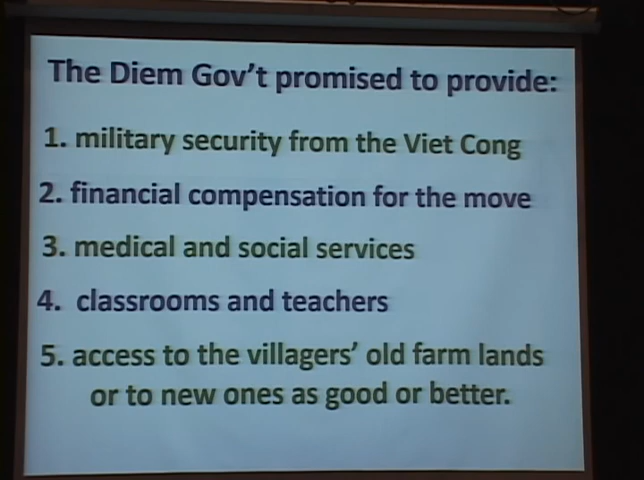 The Diem Gov't promised to provide:
1. military security from the Viet Cong
2. financial compensation for the move
3. medical and social services
4. classrooms and teachers
5. access to the villagers' old farm lands
or to new ones as good or better.